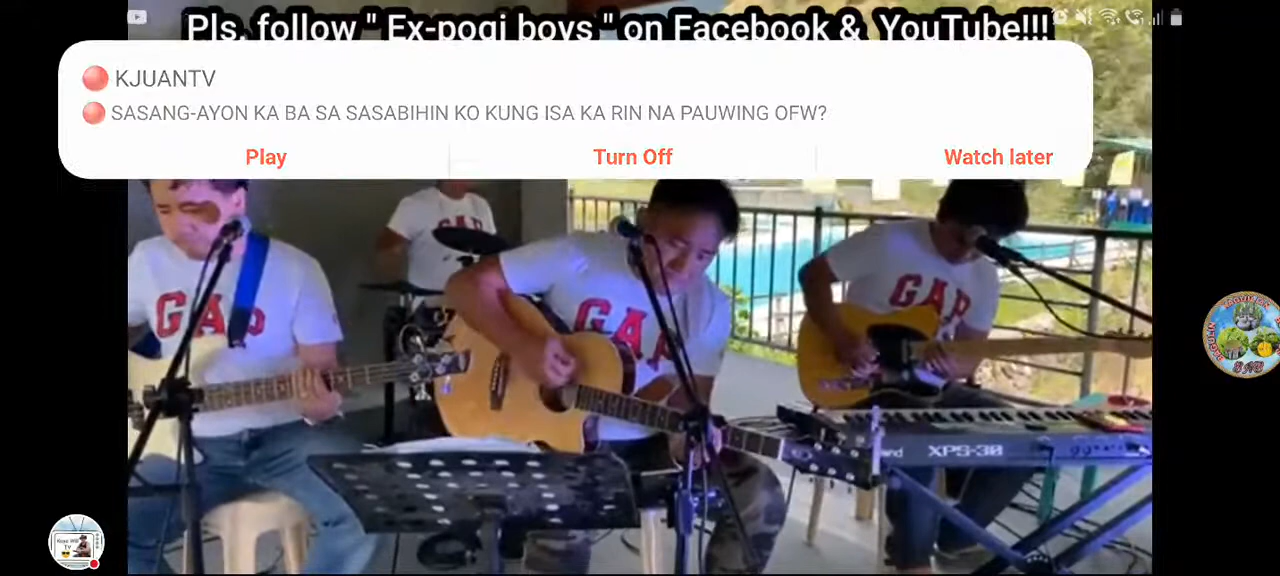 Pls. follow " Ex-pogi boys " on Facebook & YouTube!!!
🔴 KJUANTV
🔴 SASANG-AYON KA BA SA SASABIHIN KO KUNG ISA KA RIN NA PAUWING OFW?
Play
Turn Off
Watch later
GAP
GAP
GAP
GAP
XPS-30
TV